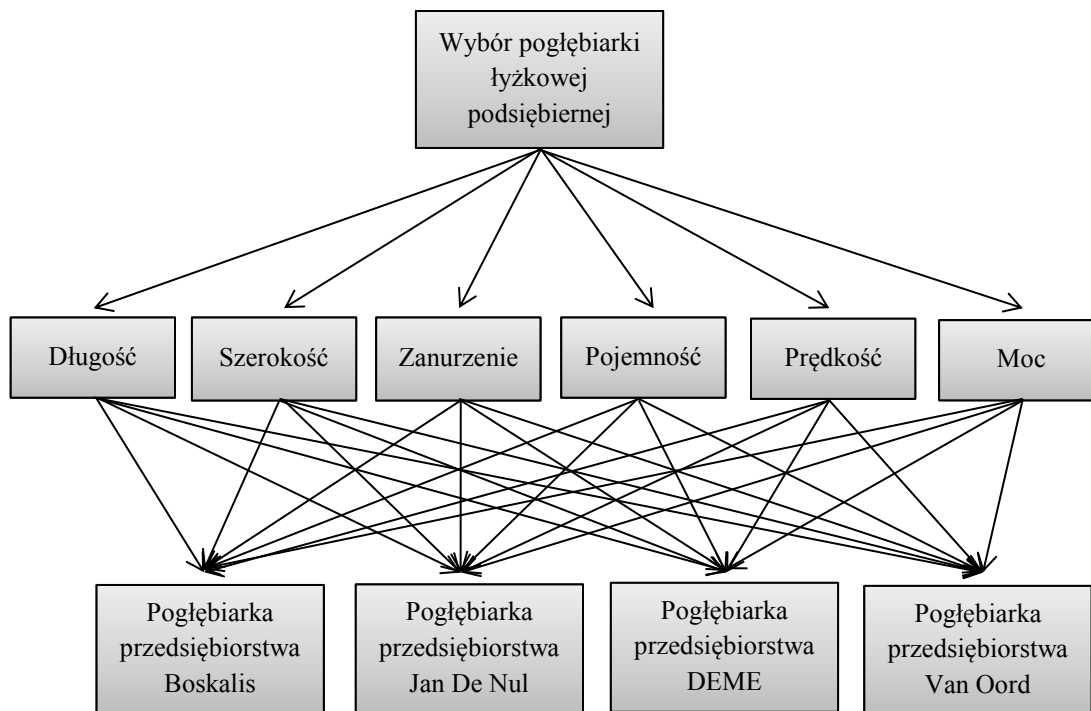 Wybór pogłębiarki
łyżkowej
podsiębiernej
Długość
Szerokość
Zanurzenie
Pojemność
Prędkość
Moc
Pogłębiarka
przedsiębiorstwa
Boskalis
Pogłębiarka
przedsiębiorstwa
Jan De Nul
Pogłębiarka
przedsiębiorstwa
DEME
Pogłębiarka
przedsiębiorstwa
Van Oord